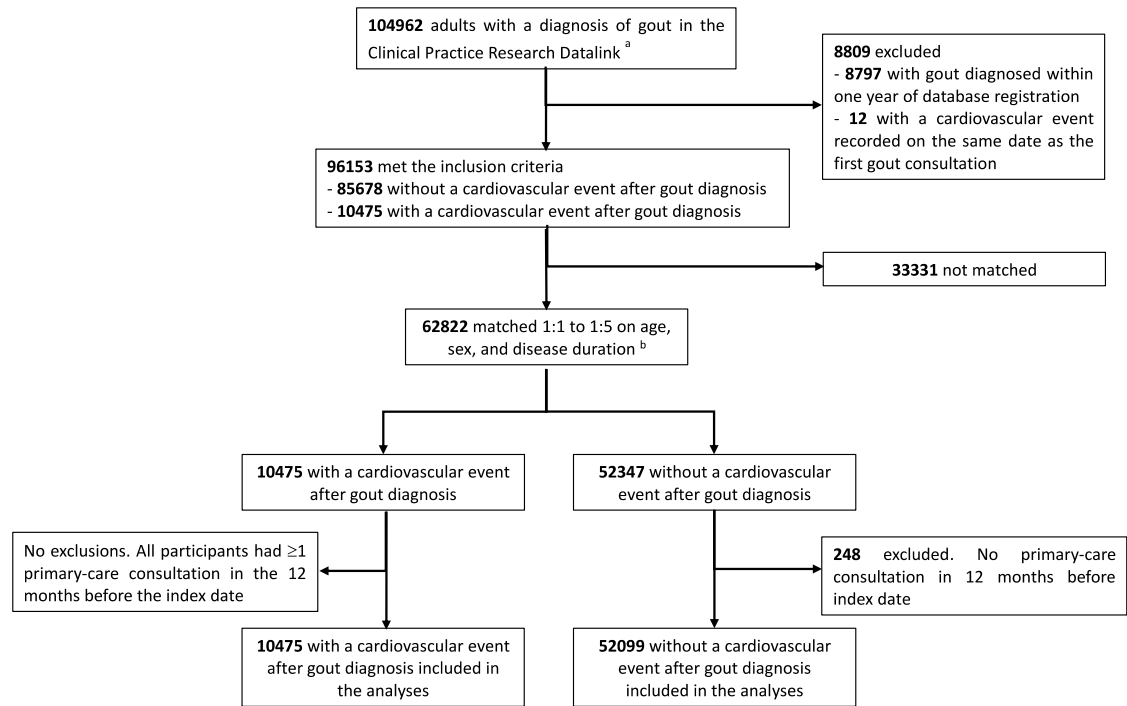 104962 adults with a diagnosis of gout in the
Clinical Practice Research Datalink a
8809 excluded
- 8797 with gout diagnosed within
one year of database registration
- 12 with a cardiovascular event
recorded on the same date as the
first gout consultation
96153 met the inclusion criteria
- 85678 without a cardiovascular event after gout diagnosis
- 10475 with a cardiovascular event after gout diagnosis
33331 not matched
62822 matched 1:1 to 1:5 on age,
sex, and disease duration b
10475 with a cardiovascular event
after gout diagnosis
52347 without a cardiovascular
event after gout diagnosis
No exclusions. All participants had ≥1
primary-care consultation in the 12
months before the index date
248 excluded. No primary-care
consultation in 12 months before
index date
10475 with a cardiovascular event
after gout diagnosis included in
the analyses
52099 without a cardiovascular
event after gout diagnosis
included in the analyses